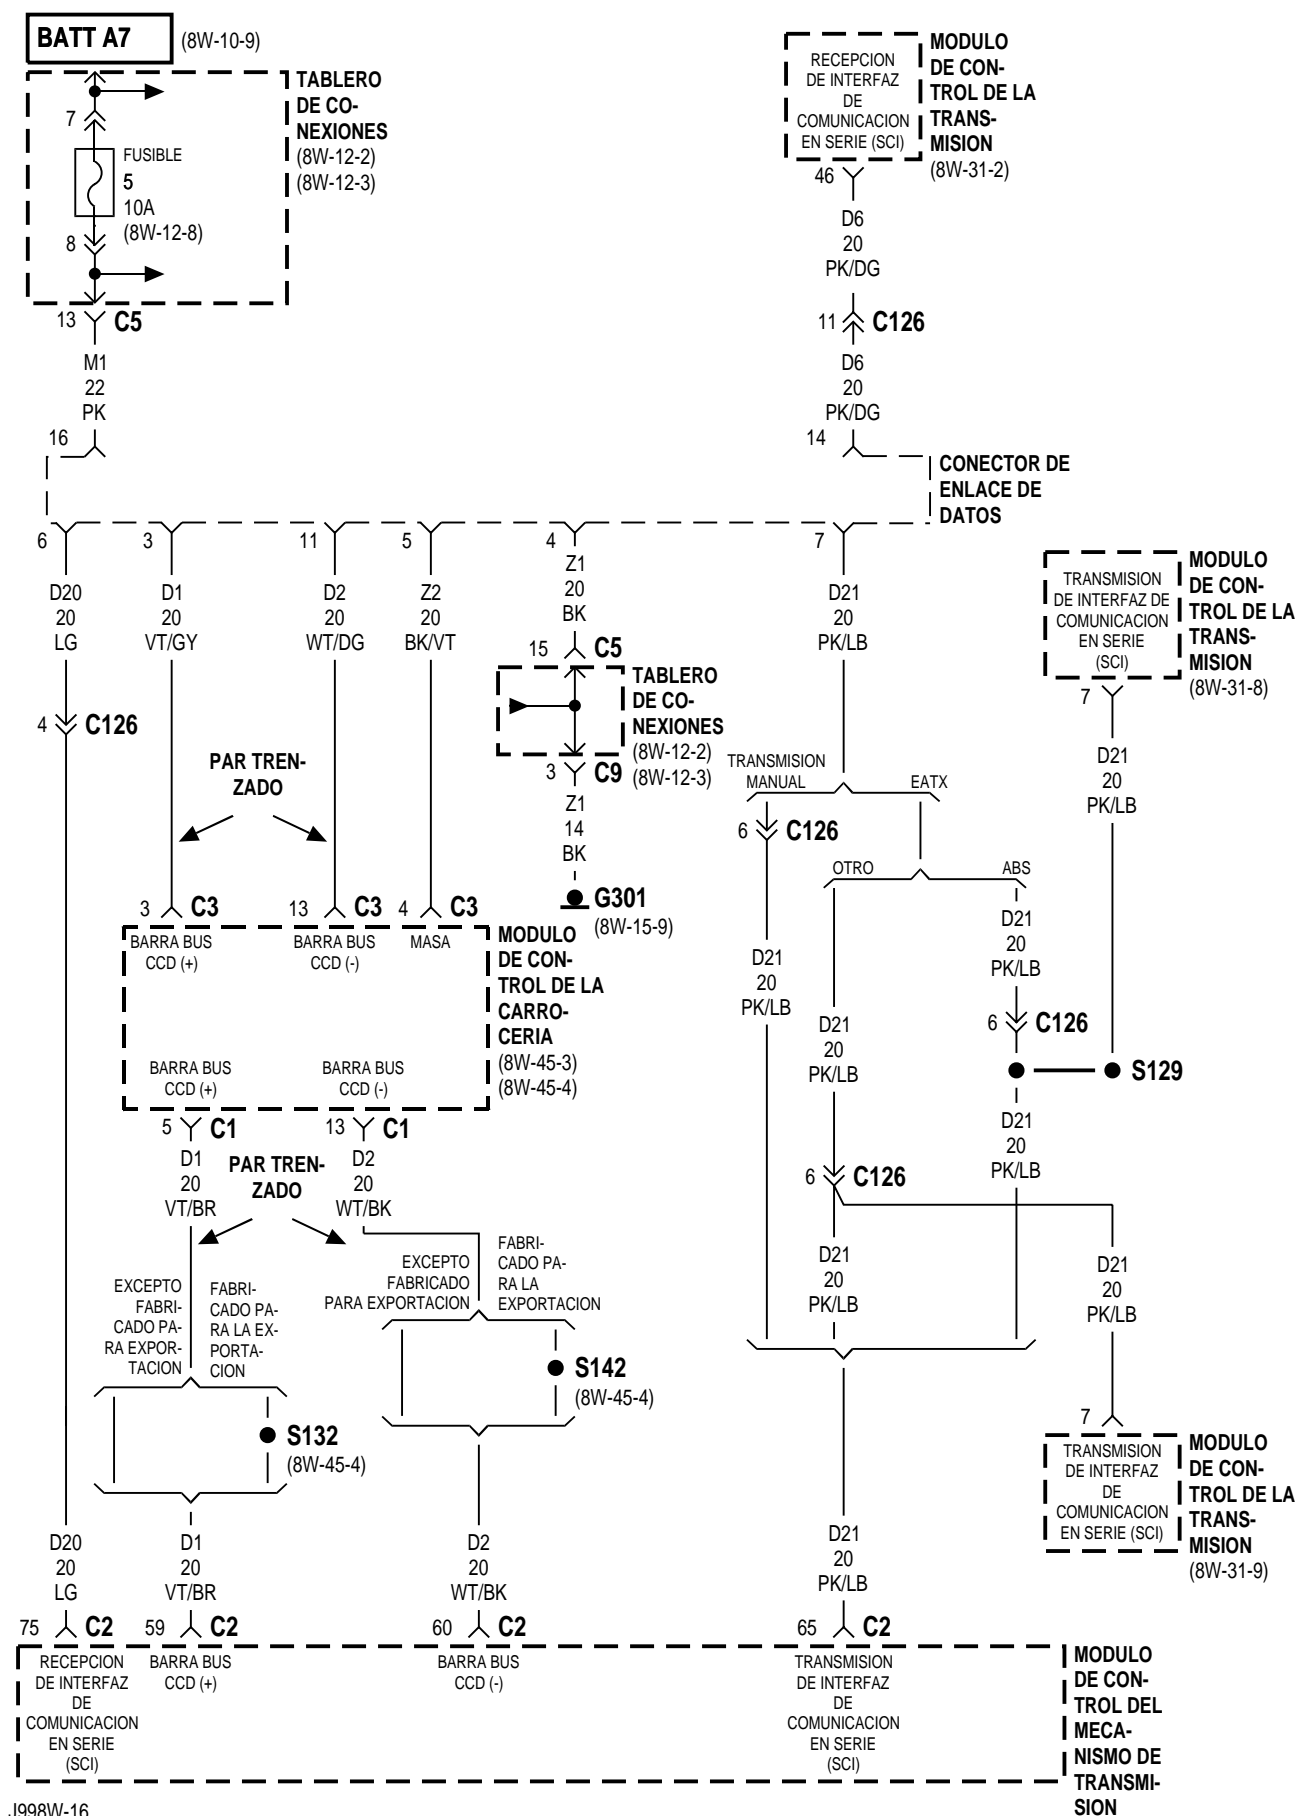 BATT A7
(8W-10-9)
TABLERO
DE CO-
NEXIONES
(8W-12-2)
(8W-12-3)
7
FUSIBLE
5
10A
(8W-12-8)
8
13
C5
M1
22
PK
16
RECEPCION
DE INTERFAZ
DE
COMUNICACION
EN SERIE (SCI)
MODULO
DE CON-
TROL DE LA
TRANS-
MISION
(8W-31-2)
46
D6
20
PK/DG
11
C126
D6
20
PK/DG
14
CONECTOR DE
ENLACE DE
DATOS
6
3
11
5
4
7
D20
20
LG
D1
20
VT/GY
D2
20
WT/DG
Z2
20
BK/VT
Z1
20
BK
D21
20
PK/LB
4
C126
PAR TREN-
ZADO
15
C5
TABLERO
DE CO-
NEXIONES
(8W-12-2)
(8W-12-3)
3
C9
Z1
14
BK
G301
(8W-15-9)
TRANSMISION
DE INTERFAZ DE
COMUNICACION
EN SERIE
(SCI)
MODULO
DE CON-
TROL DE LA
TRANS-
MISION
(8W-31-8)
7
D21
20
PK/LB
TRANSMISION
MANUAL
EATX
6
C126
OTRO
ABS
D21
20
PK/LB
D21
20
PK/LB
D21
20
PK/LB
6
C126
S129
D21
20
PK/LB
6
C126
D21
20
PK/LB
D21
20
PK/LB
3
C3
13
C3
4
C3
BARRA BUS
CCD (+)
BARRA BUS
CCD (-)
MASA
MODULO
DE CON-
TROL DE LA
CARRO-
CERIA
(8W-45-3)
(8W-45-4)
BARRA BUS
CCD (+)
BARRA BUS
CCD (-)
5
C1
13
C1
D1
20
VT/BR
PAR TREN-
ZADO
D2
20
WT/BK
EXCEPTO
FABRI-
CADO PA-
RA EXPOR-
TACION
FABRI-
CADO PA-
RA LA EX-
PORTA-
CION
EXCEPTO
FABRICADO
PARA EXPORTACION
FABRI-
CADO PA-
RA LA
EXPORTACION
S142
(8W-45-4)
S132
(8W-45-4)
7
TRANSMISION
DE INTERFAZ
DE
COMUNICACION
EN SERIE (SCI)
MODULO
DE CON-
TROL DE LA
TRANS-
MISION
(8W-31-9)
D20
20
LG
D1
20
VT/BR
D2
20
WT/BK
D21
20
PK/LB
75
C2
59
C2
60
C2
65
C2
RECEPCION
DE INTERFAZ
DE
COMUNICACION
EN SERIE
(SCI)
BARRA BUS
CCD (+)
BARRA BUS
CCD (-)
TRANSMISION
DE INTERFAZ
DE
COMUNICACION
EN SERIE
(SCI)
MODULO
DE CON-
TROL DEL
MECA-
NISMO DE
TRANSMI-
SION
J998W-16